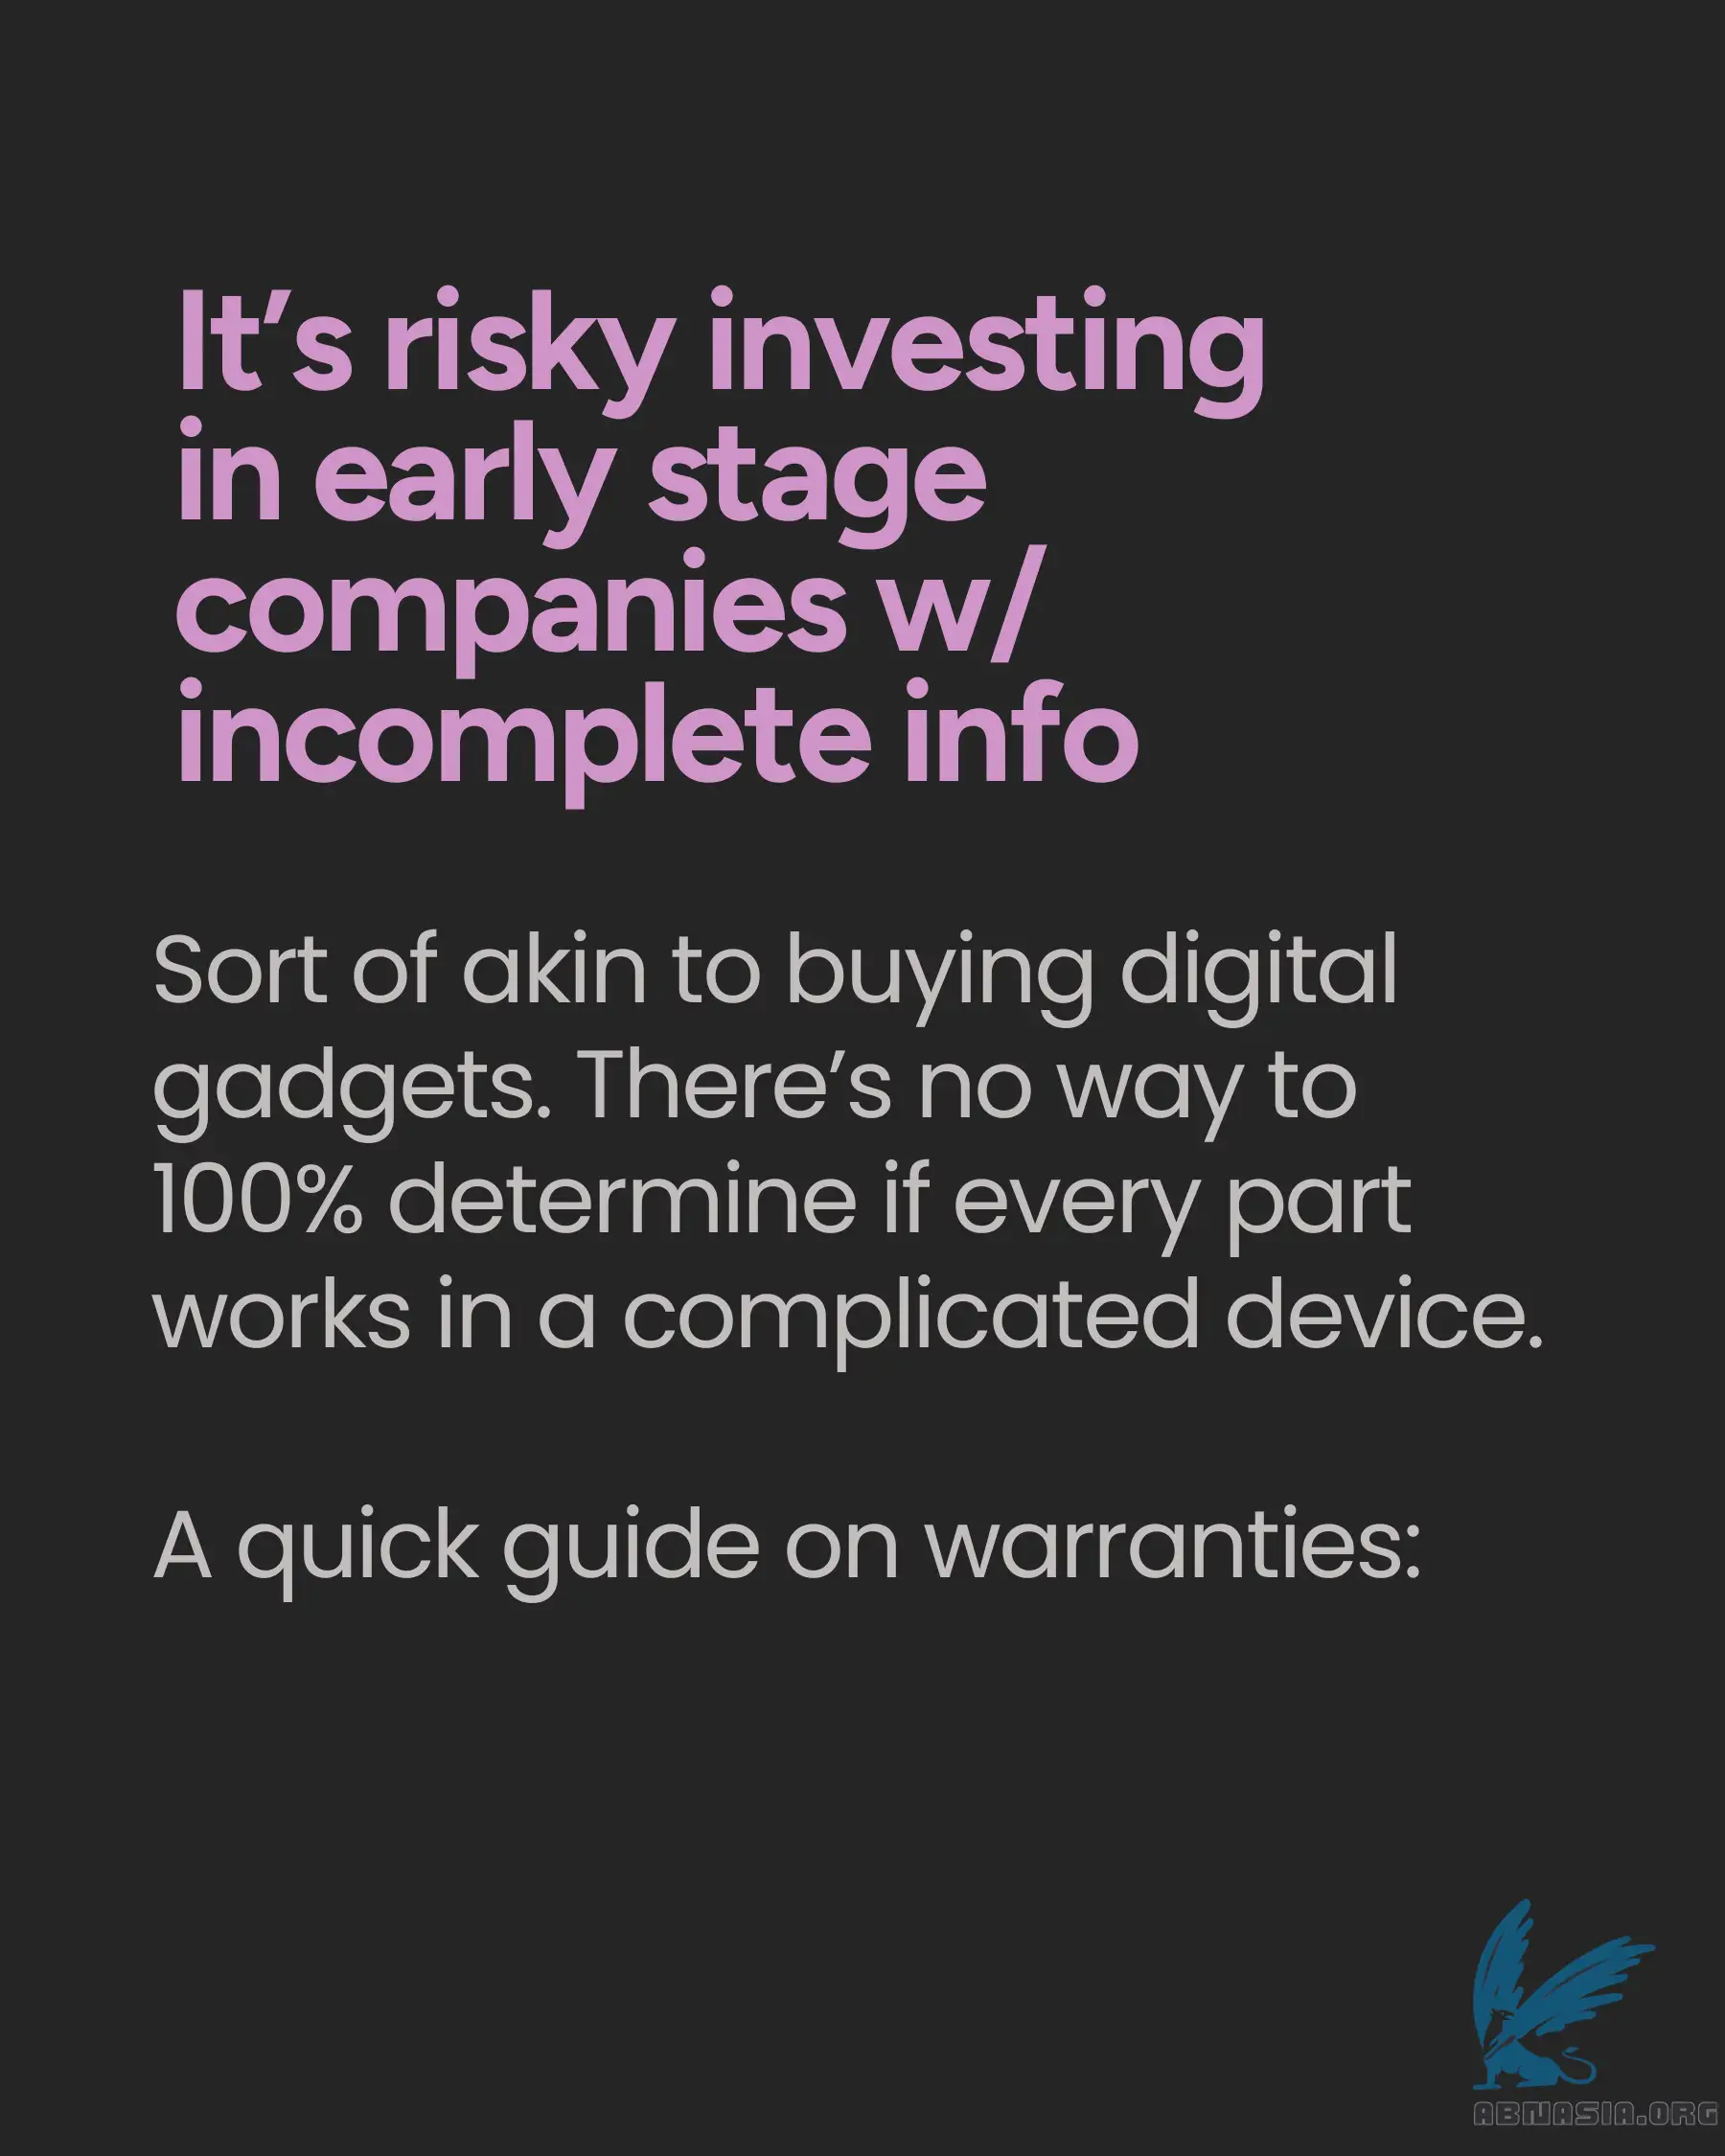 It’s risky investing
in early stage
companies w/
incomplete info
Sort of akin to buying digital
gadgets. There’s no way to
100% determine if every part
works in a complicated device.
A quick guide on warranties:
ABNASIA.ORG